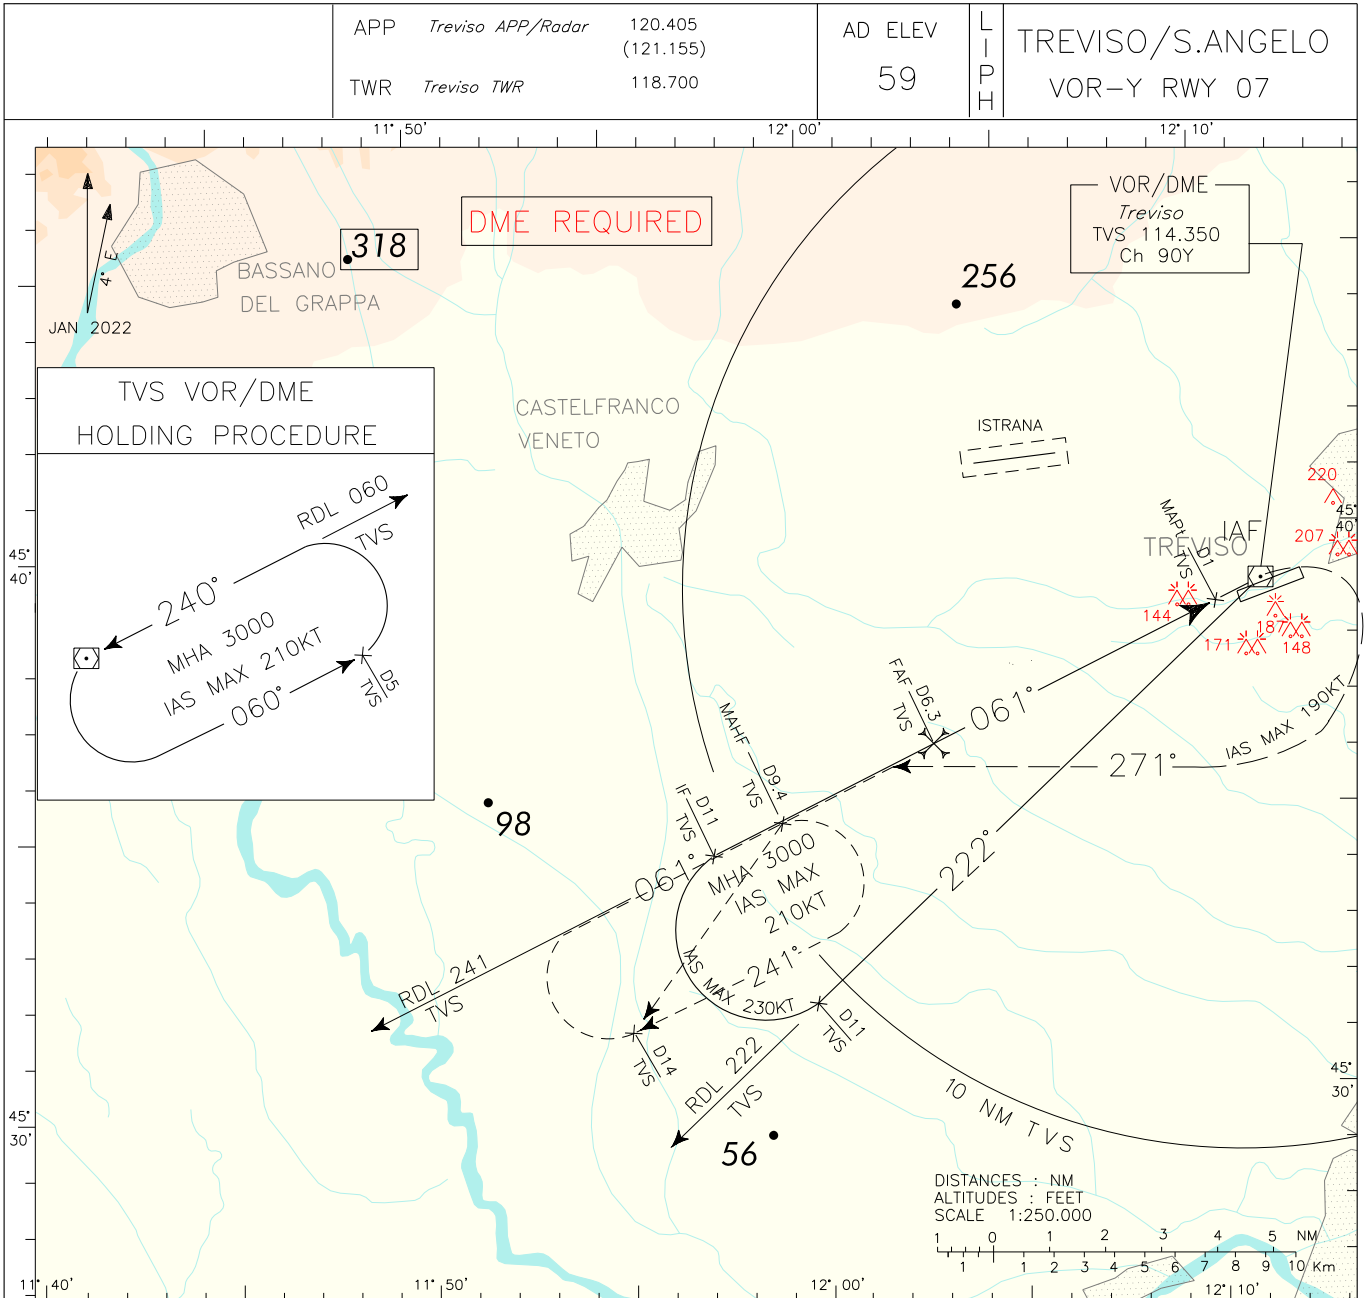 APP Treviso APP/Radar 120.405
(121.155)
TWR Treviso TWR 118.700
AD ELEV
59
LIPH
TREVISO/S.ANGELO
VOR-Y RWY 07
11° 50'
12° 00'
12° 10'
4° E
JAN 2022
BASSANO
DEL GRAPPA
318
DME REQUIRED
256
VOR/DME
Treviso
TVS 114.350
Ch 90Y
TVS VOR/DME
HOLDING PROCEDURE
RDL 060
TVS
240°
MHA 3000
IAS MAX 210KT
060°
D5
TVS
CASTELFRANCO
VENETO
ISTRANA
220
45°
40'
207
IAF
TREVISO
MAPt D1
TVS
144
187
171
148
45°
40'
FAF D6.3
TVS
061°
IAS MAX 190KT
271°
MAHF D9.4
TVS
IF D11
TVS
98
061°
MHA 3000
IAS MAX
210KT
222°
241°
IAS MAX 230KT
RDL 241
TVS
D11
TVS
D14
TVS
RDL 222
TVS
10 NM TVS
56
45°
30'
45°
30'
DISTANCES : NM
ALTITUDES : FEET
SCALE 1:250.000
1 0 1 2 3 4 5 NM
1 1 2 3 4 5 6 7 8 9 10 Km
11° 40'
11° 50'
12° 00'
12° 10'